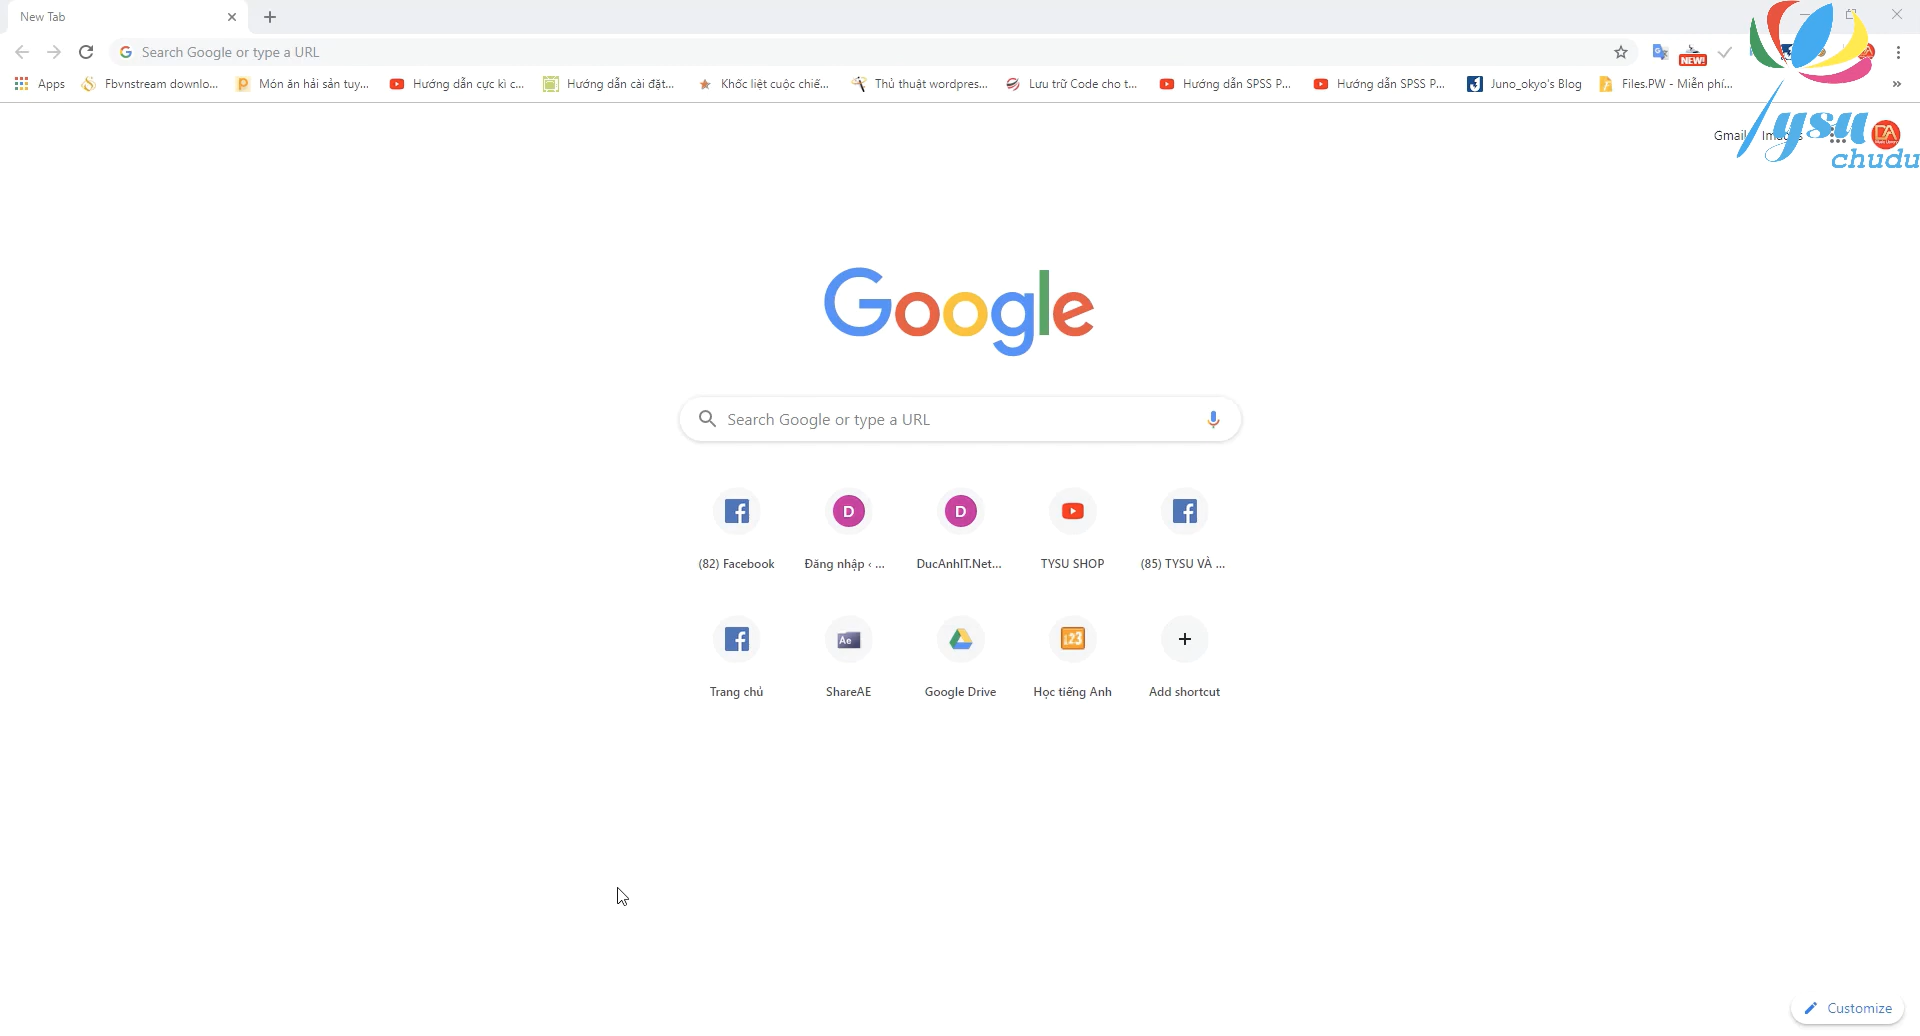 New Tab
Search Google or type a URL
NEW!
Apps
Fbvnstream downlo...
Món ăn hải sản tuy...
Hướng dẫn cực kì c...
Hướng dẫn cài đặt...
Khốc liệt cuộc chiế...
Thủ thuật wordpres...
Lưu trữ Code cho t...
Hướng dẫn SPSS P...
Hướng dẫn SPSS P...
Juno_okyo's Blog
Files.PW - Miễn phí...
Gmail
Tysu
chudu
DA
Google
Search Google or type a URL
D
D
(82) Facebook
Đăng nhập ‹ ...
DucAnhIT.Net...
TYSU SHOP
(85) TYSU VÀ ...
Ae
123
Trang chủ
ShareAE
Google Drive
Học tiếng Anh
Add shortcut
Customize